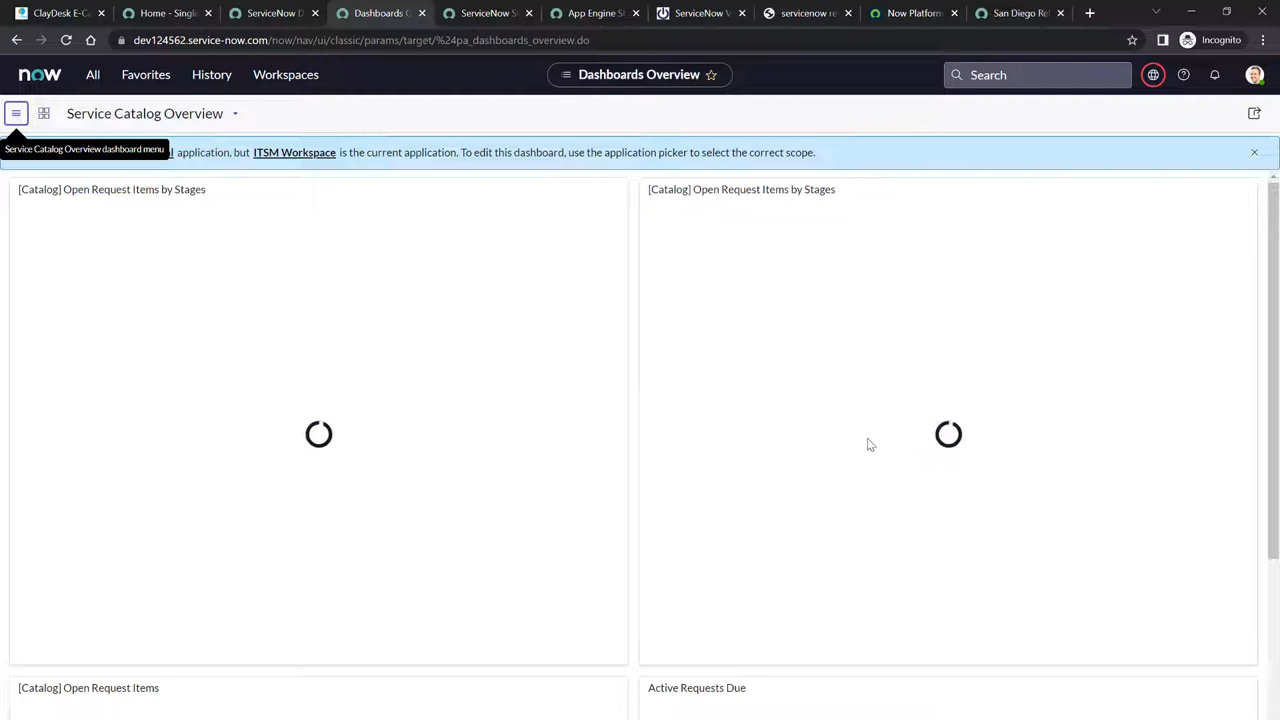 ClayDesk E-C
Home - Singl
ServiceNow D
Dashboards O
ServiceNow S
App Engine St
ServiceNow V
servicenow re
Now Platform
San Diego Rel
dev124562.service-now.com/now/nav/ui/classic/params/target/%24pa_dashboards_overview.do
Incognito
now
All
Favorites
History
Workspaces
Dashboards Overview
Search
Service Catalog Overview
Service Catalog Overview dashboard menu
application, but ITSM Workspace is the current application. To edit this dashboard, use the application picker to select the correct scope.
[Catalog] Open Request Items by Stages
[Catalog] Open Request Items by Stages
[Catalog] Open Request Items
Active Requests Due